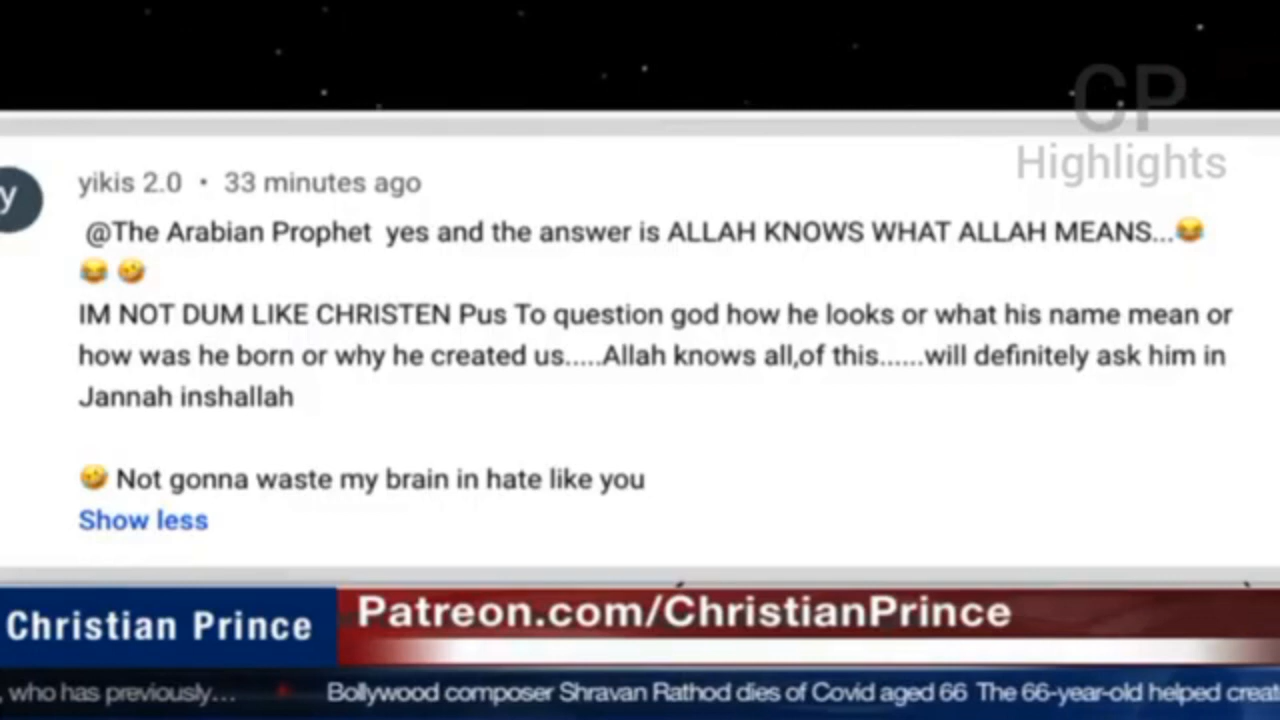 CP
Highlights
y
yikis 2.0 • 33 minutes ago
@The Arabian Prophet yes and the answer is ALLAH KNOWS WHAT ALLAH MEANS...😂
😂 🤣
IM NOT DUM LIKE CHRISTEN Pus To question god how he looks or what his name mean or
how was he born or why he created us.....Allah knows all,of this......will definitely ask him in
Jannah inshallah
🤣 Not gonna waste my brain in hate like you
Show less
Christian Prince
Patreon.com/ChristianPrince
, who has previously... • Bollywood composer Shravan Rathod dies of Covid aged 66 The 66-year-old helped creat